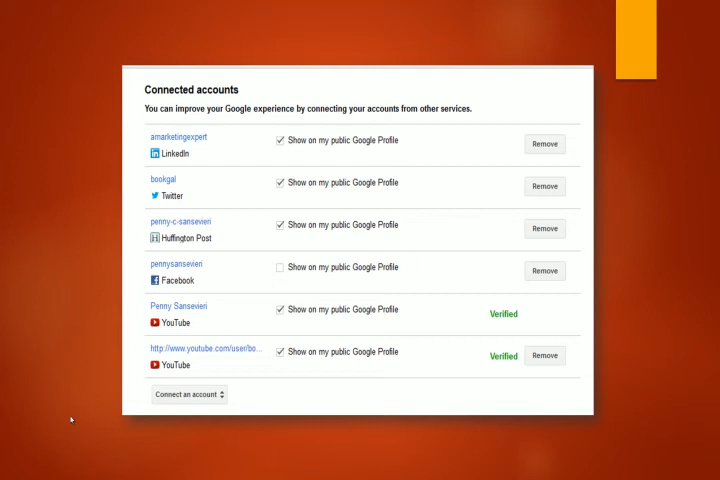 Connected accounts
You can improve your Google experience by connecting your accounts from other services.
amarketingexpert
Show on my public Google Profile
Remove
LinkedIn
bookgal
Show on my public Google Profile
Remove
Twitter
penny-c-sansevieri
Show on my public Google Profile
Remove
Huffington Post
pennysansevieri
Show on my public Google Profile
Remove
Facebook
Penny Sansevieri
Show on my public Google Profile
Verified
YouTube
http://www.youtube.com/user/bo...
Show on my public Google Profile
Verified
Remove
YouTube
Connect an account